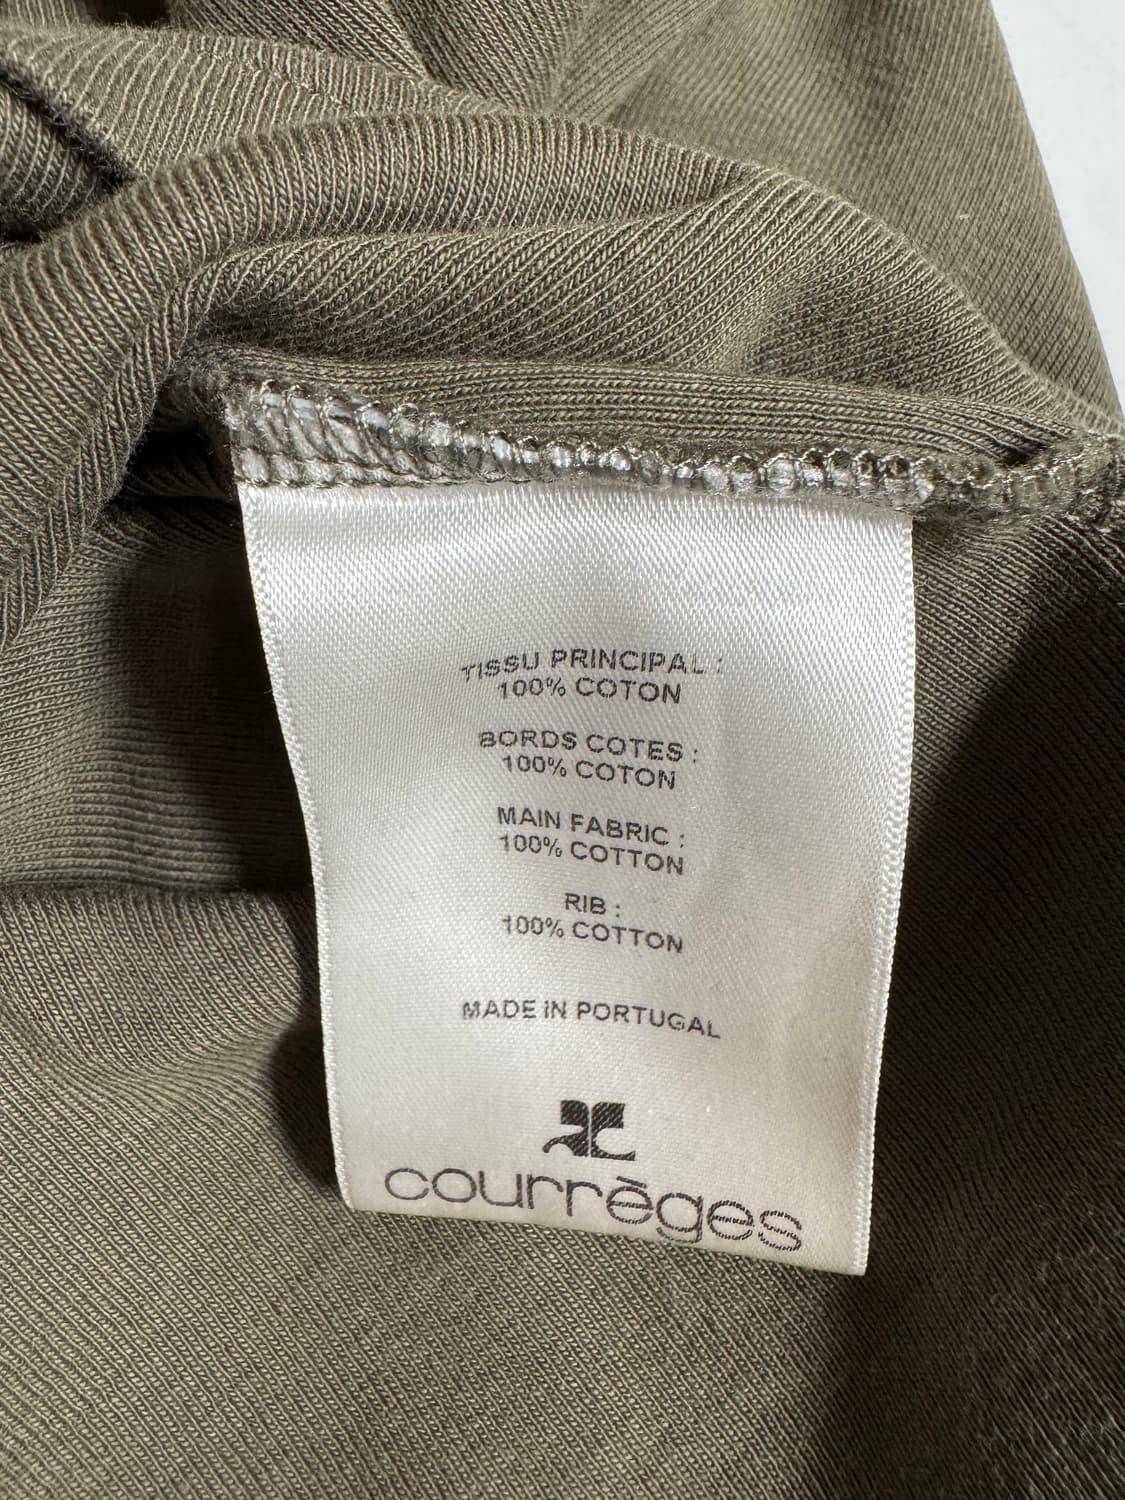 TISSU PRINCIPAL :
100% COTON
BORDS COTES :
100% COTON
MAIN FABRIC :
100% COTTON
RIB :
100% COTTON
MADE IN PORTUGAL
courrèges